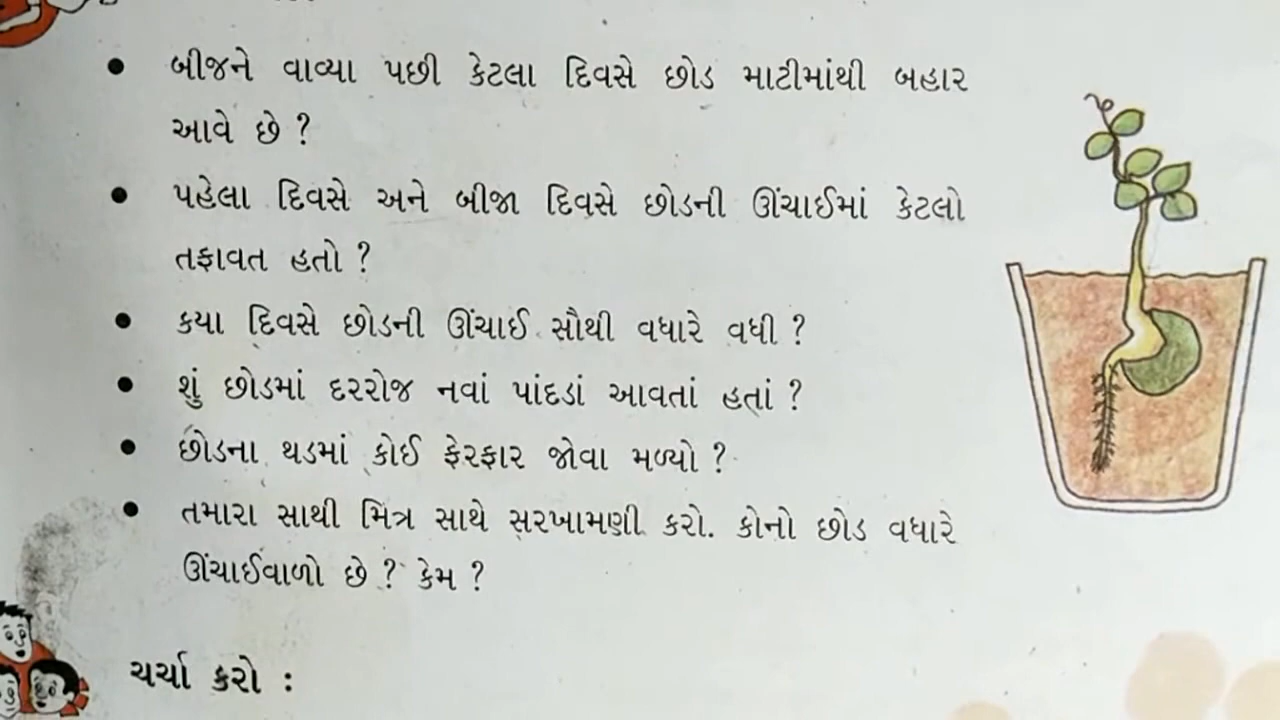 • બીજને વાવ્યા પછી કેટલા દિવસે છોડ માટીમાંથી બહાર
આવે છે ?
• પહેલા દિવસે અને બીજા દિવસે છોડની ઊંચાઈમાં કેટલો
તફાવત હતો ?
• કયા દિવસે છોડની ઊંચાઈ સૌથી વધારે વધી ?
• શું છોડમાં દરરોજ નવાં પાંદડાં આવતાં હતાં ?
• છોડના થડમાં કોઈ ફેરફાર જોવા મળ્યો ?
• તમારા સાથી મિત્ર સાથે સરખામણી કરો. કોનો છોડ વધારે
ઊંચાઈવાળો છે ? કેમ ?
ચર્ચા કરો :